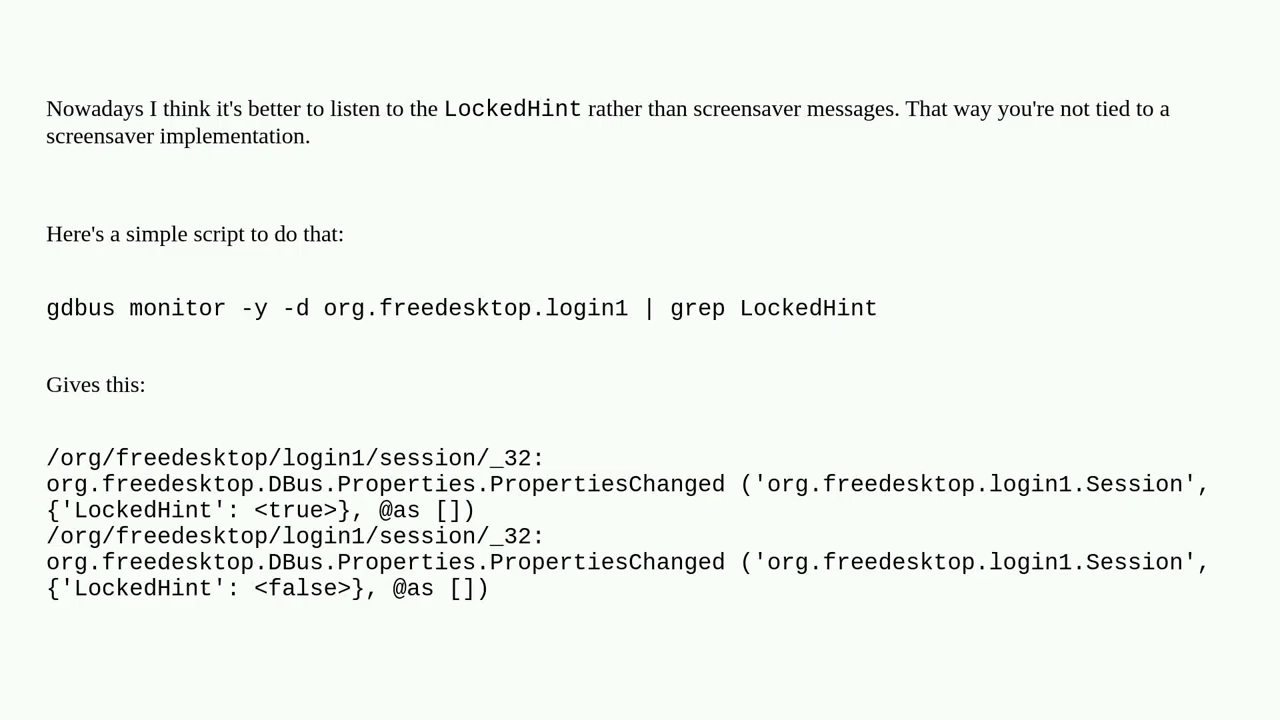 Nowadays I think it's better to listen to the LockedHint rather than screensaver messages. That way you're not tied to a
screensaver implementation.
Here's a simple script to do that:
gdbus monitor -y -d org.freedesktop.login1 | grep LockedHint
Gives this:
/org/freedesktop/login1/session/_32:
org.freedesktop.DBus.Properties.PropertiesChanged ('org.freedesktop.login1.Session',
{'LockedHint': <true>}, @as [])
/org/freedesktop/login1/session/_32:
org.freedesktop.DBus.Properties.PropertiesChanged ('org.freedesktop.login1.Session',
{'LockedHint': <false>}, @as [])